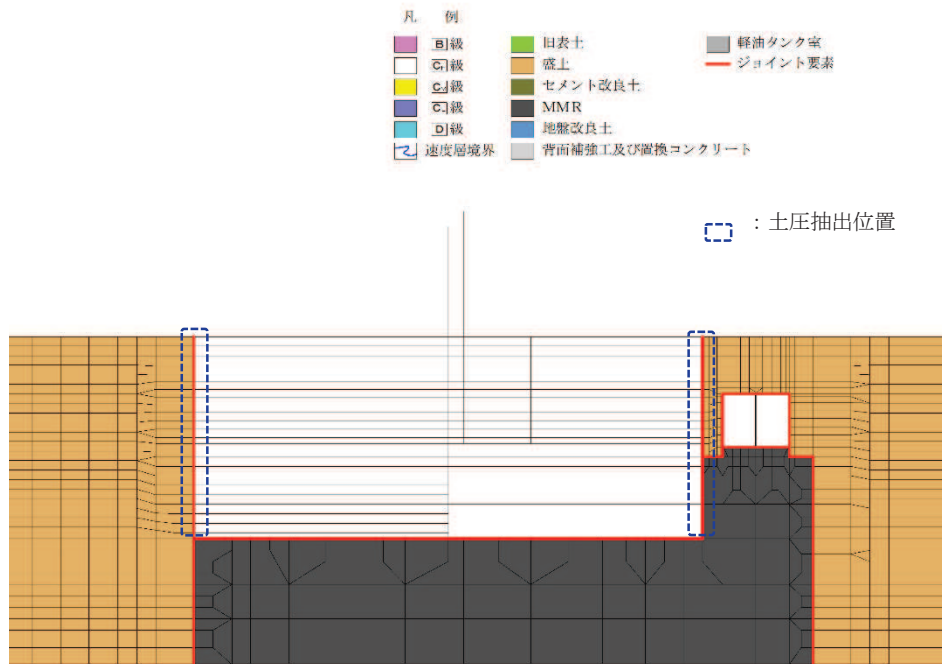 凡 例
B級 旧表土 軽油タンク室
CH級 盛土 ジョイント要素
CM級 セメント改良土
CL級 MMR
D級 地盤改良土
速度層境界 背面補強工及び置換コンクリート
：土圧抽出位置